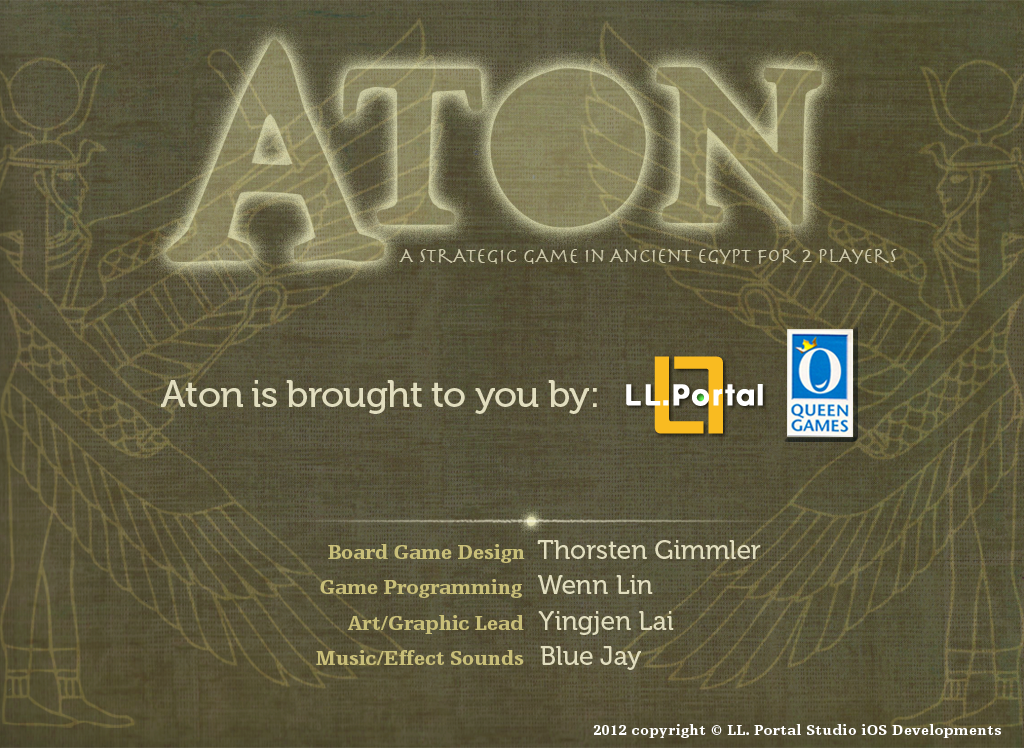 ATON
A STRATEGIC GAME IN ANCIENT EGYPT FOR 2 PLAYERS
Aton is brought to you by:
LL.Portal
QUEEN
GAMES
Board Game Design Thorsten Gimmler
Game Programming Wenn Lin
Art/Graphic Lead Yingjen Lai
Music/Effect Sounds Blue Jay
2012 copyright © LL. Portal Studio iOS Developments